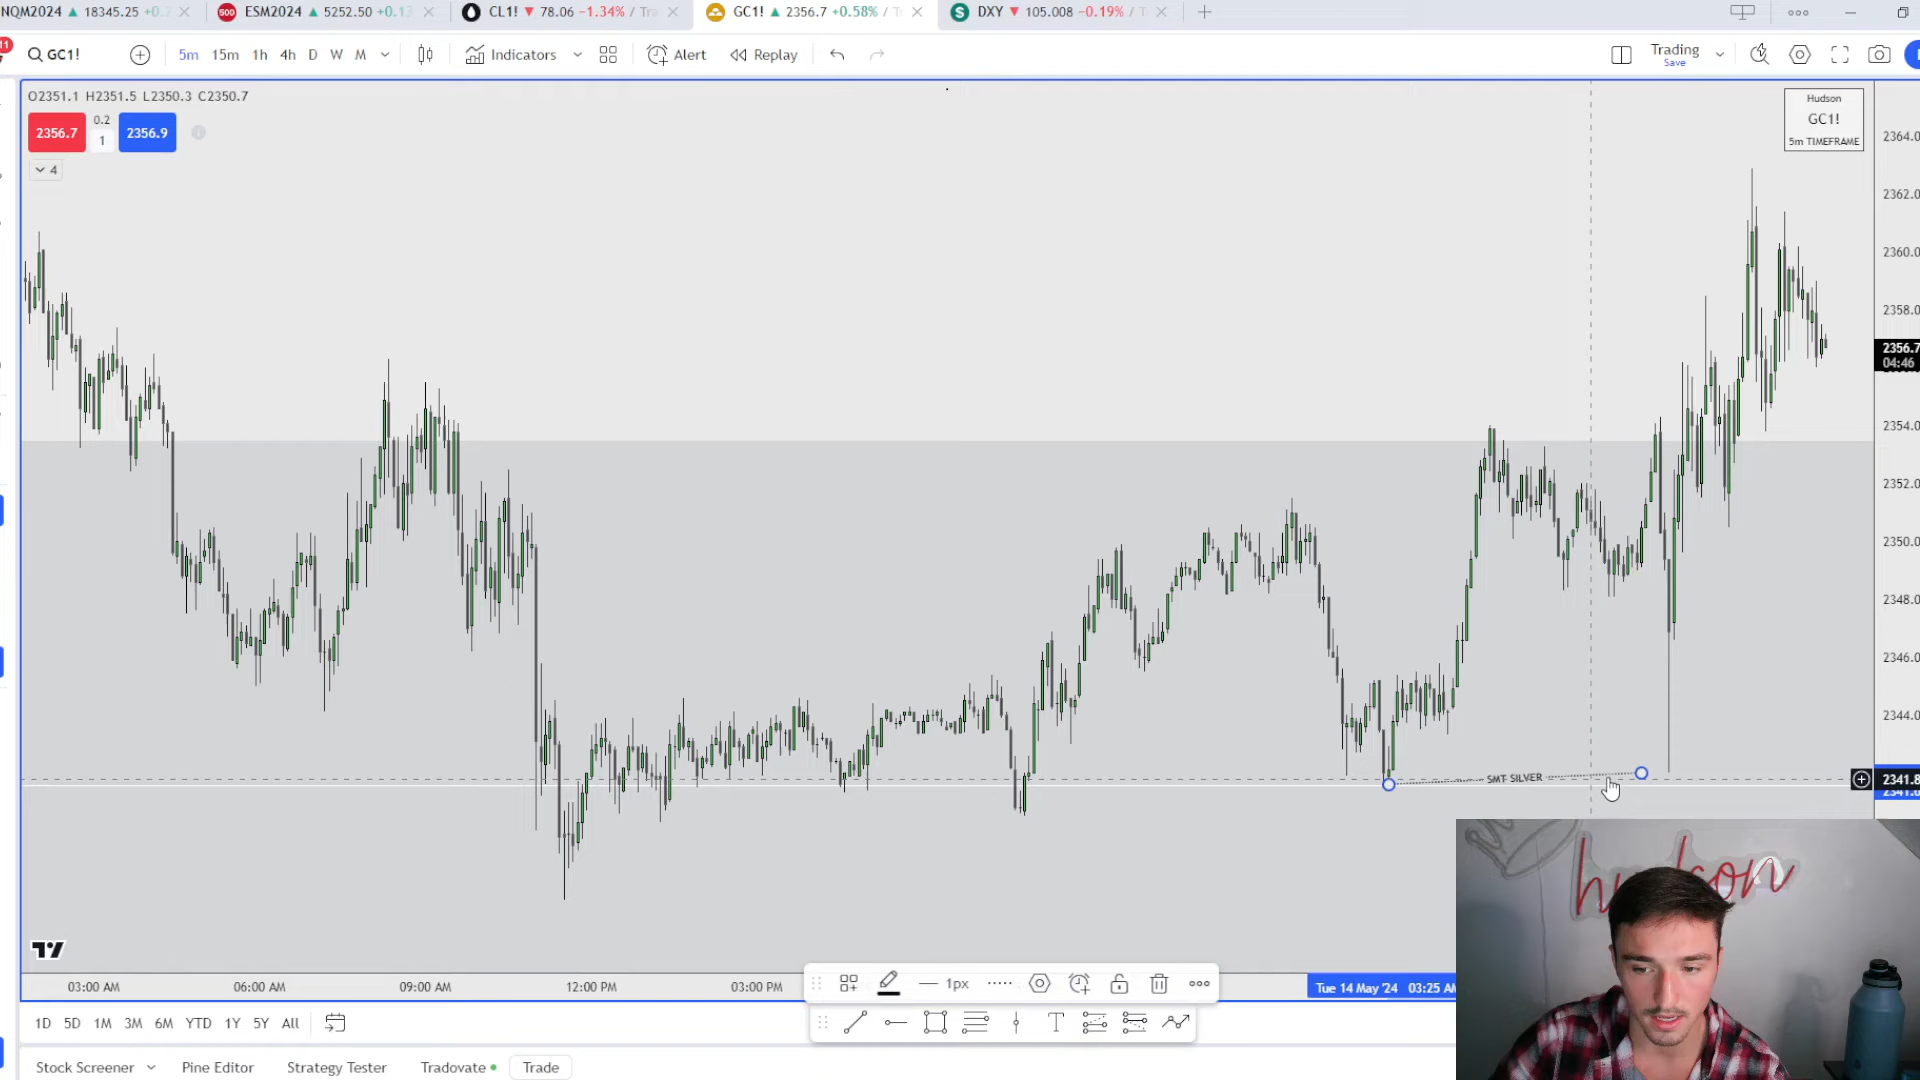 NQM2024 18345.25
ESM2024 5252.50 +0.13
CL1! 78.06 −1.34% /
GC1! 2356.7 +0.58% /
DXY 105.008 −0.19% /
11
GC1!
5m 15m 1h 4h D W M
Indicators
Alert
Replay
Trading
Save
O2351.1 H2351.5 L2350.3 C2350.7
2356.7
0.2
1
2356.9
4
Hudson
GC1!
5m TIMEFRAME
2364.0
2362.0
2360.0
2358.0
2356.7
04:46
2354.0
2352.0
2350.0
2348.0
2346.0
2344.0
2341.8
SMT SILVER
hudson
03:00 AM 06:00 AM 09:00 AM 12:00 PM 03:00 PM
Tue 14 May '24 03:25 AM
1px
1D 5D 1M 3M 6M YTD 1Y 5Y All
T
Stock Screener Pine Editor Strategy Tester Tradovate Trade